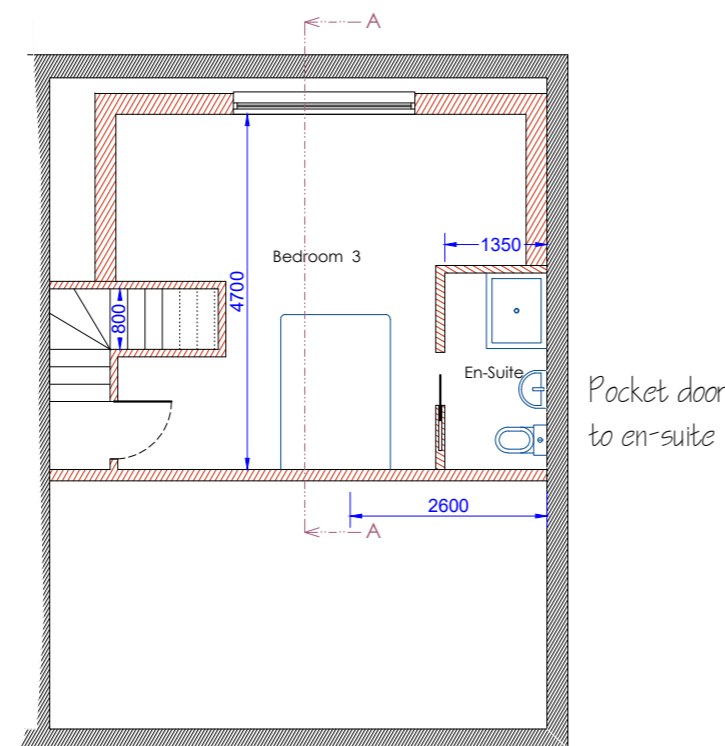 A
1350
Bedroom 3
4700
800
En-Suite
Pocket door
to en-suite
2600
A